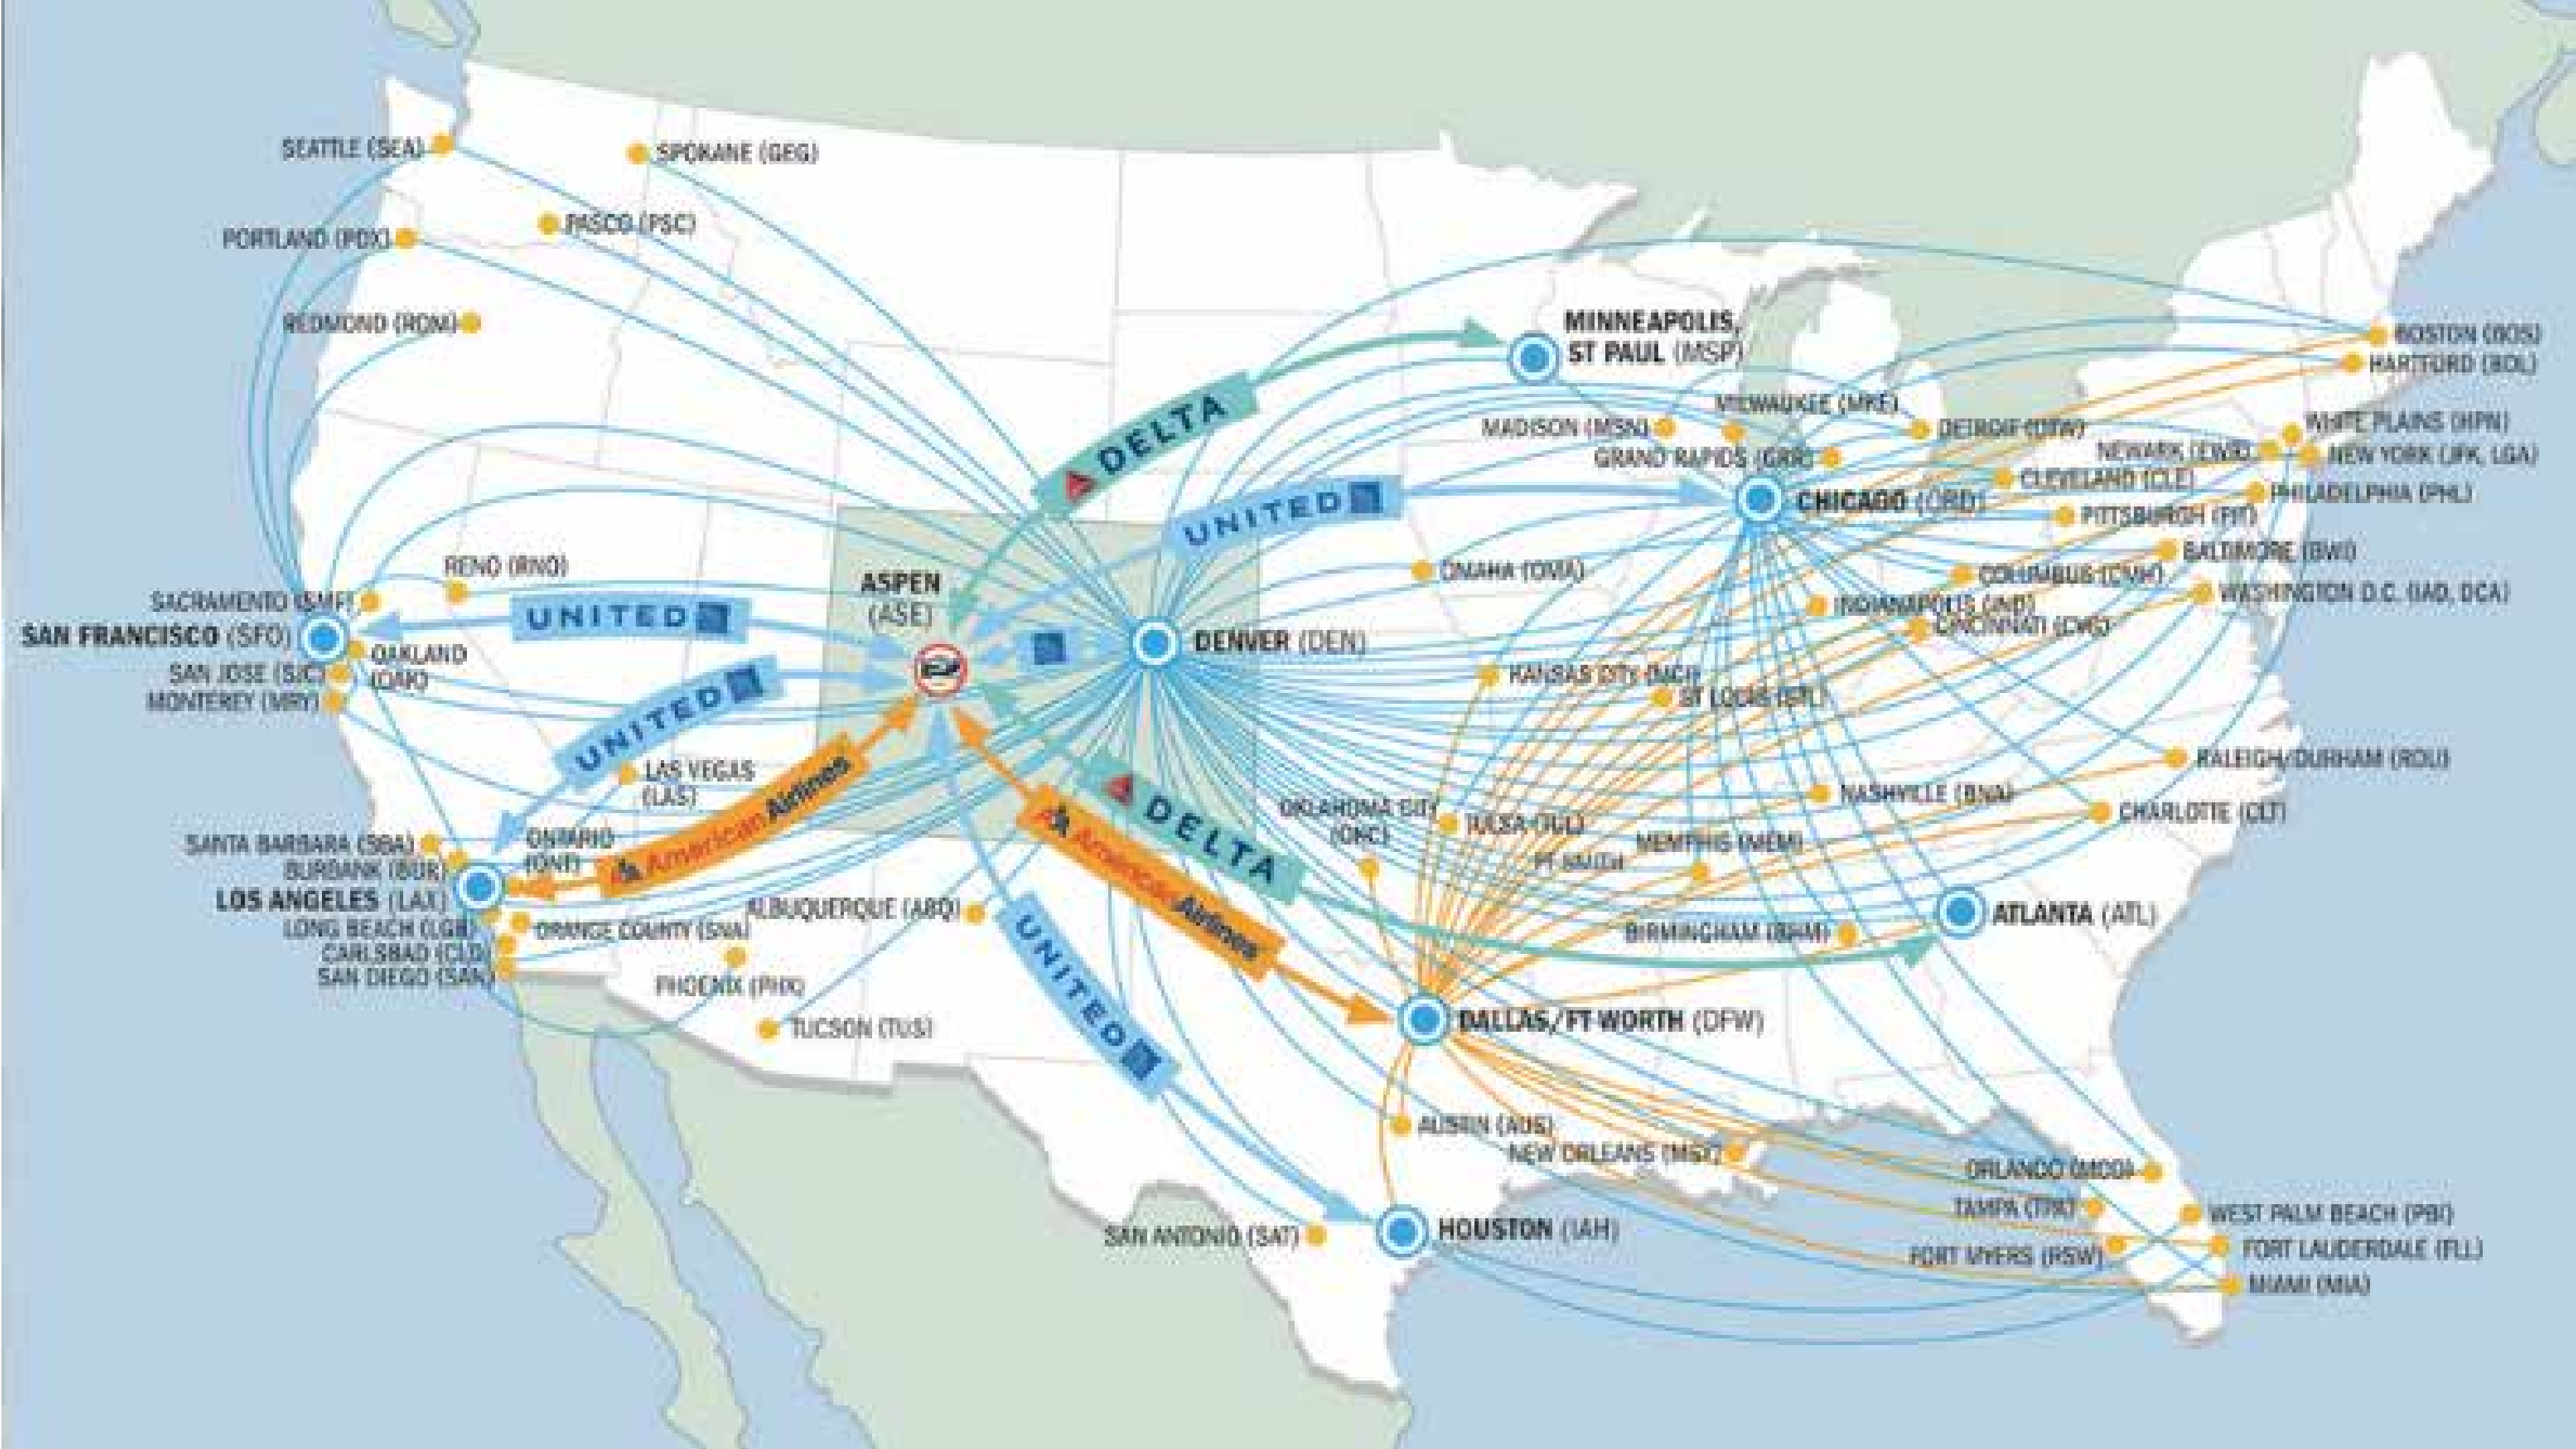 SEATTLE (SEA)
SPOKANE (GEG)
PASCO (PSC)
PORTLAND (PDX)
REDMOND (RDM)
MINNEAPOLIS,
ST PAUL (MSP)
DELTA
BOSTON (BOS)
HARTFORD (BDL)
MILWAUKEE (MKE)
MADISON (MSN)
DETROIT (DTW)
WHITE PLAINS (HPN)
NEWARK (EWR)
NEW YORK (JFK, LGA)
GRAND RAPIDS (GRR)
CLEVELAND (CLE)
PHILADELPHIA (PHL)
UNITED
CHICAGO (ORD)
PITTSBURGH (PIT)
BALTIMORE (BWI)
RENO (RNO)
ASPEN
(ASE)
OMAHA (OMA)
COLUMBUS (CMH)
WASHINGTON D.C. (IAD, DCA)
SACRAMENTO (SMF)
UNITED
INDIANAPOLIS (IND)
CINCINNATI (CVG)
SAN FRANCISCO (SFO)
DENVER (DEN)
OAKLAND
(OAK)
SAN JOSE (SJC)
MONTEREY (MRY)
KANSAS CITY (MCI)
ST LOUIS (STL)
UNITED
LAS VEGAS
(LAS)
RALEIGH/DURHAM (RDU)
American Airlines
DELTA
NASHVILLE (BNA)
CHARLOTTE (CLT)
OKLAHOMA CITY
(OKC)
TULSA (TUL)
MEMPHIS (MEM)
FT SMITH
SANTA BARBARA (SBA)
BURBANK (BUR)
ONTARIO
(ONT)
LOS ANGELES (LAX)
LONG BEACH (LGB)
ORANGE COUNTY (SNA)
CARLSBAD (CLD)
SAN DIEGO (SAN)
ALBUQUERQUE (ABQ)
American Airlines
ATLANTA (ATL)
BIRMINGHAM (BHM)
PHOENIX (PHX)
TUCSON (TUS)
UNITED
DALLAS/FT WORTH (DFW)
AUSTIN (AUS)
NEW ORLEANS (MSY)
ORLANDO (MCO)
TAMPA (TPA)
WEST PALM BEACH (PBI)
SAN ANTONIO (SAT)
HOUSTON (IAH)
FORT MYERS (RSW)
FORT LAUDERDALE (FLL)
MIAMI (MIA)